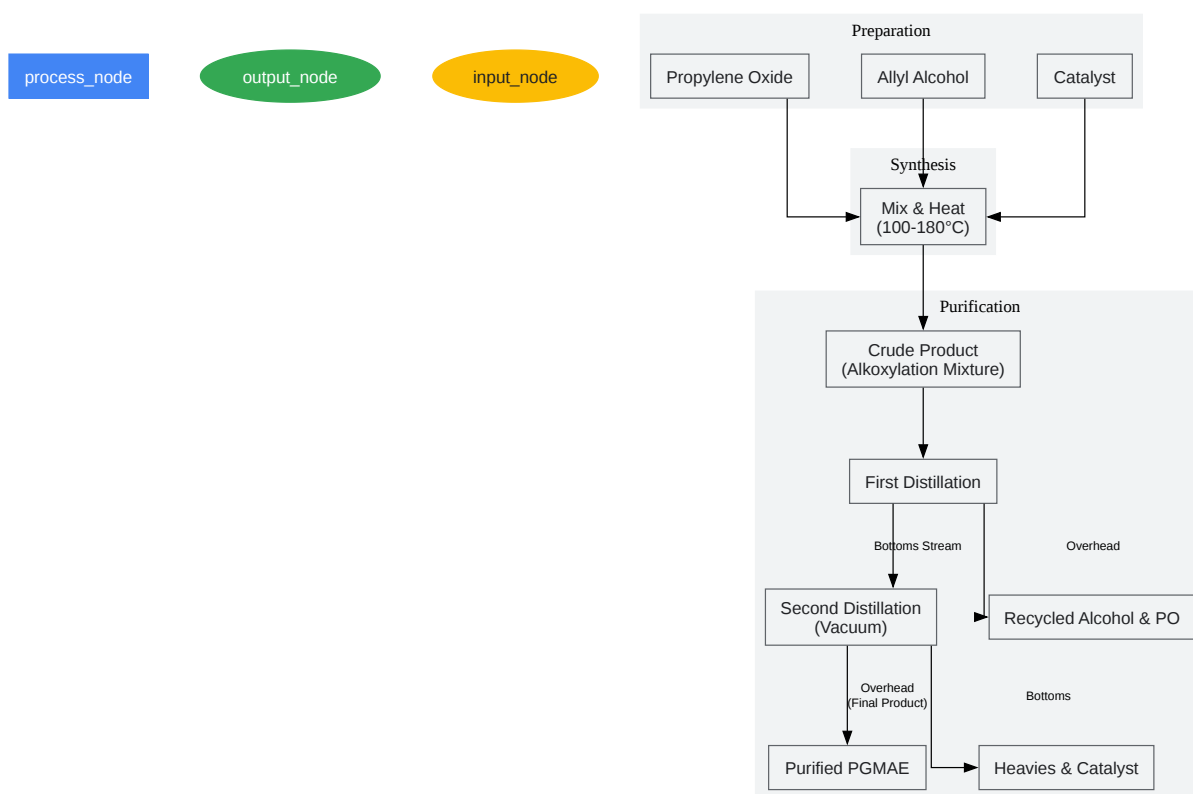 process_node
output_node
input_node
Preparation
Propylene Oxide
Allyl Alcohol
Catalyst
Synthesis
Mix & Heat
(100-180°C)
Purification
Crude Product
(Alkoxylation Mixture)
First Distillation
Bottoms Stream
Overhead
Second Distillation
(Vacuum)
Recycled Alcohol & PO
Overhead
(Final Product)
Bottoms
Purified PGMAE
Heavies & Catalyst